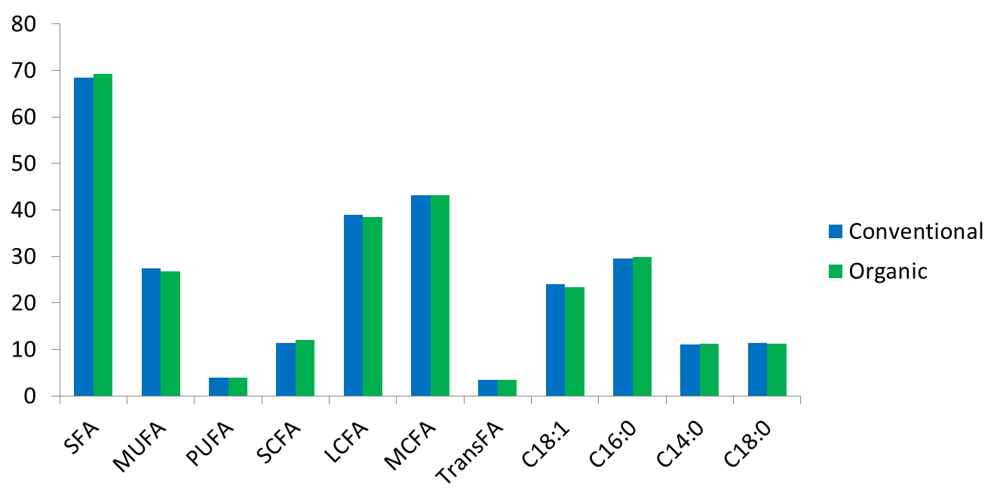 80
70
60
50
40
30
20
10
0
SFA
MUFA
PUFA
SCFA
LCFA
MCFA
TransFA
C18:1
C16:0
C14:0
C18:0
Conventional
Organic